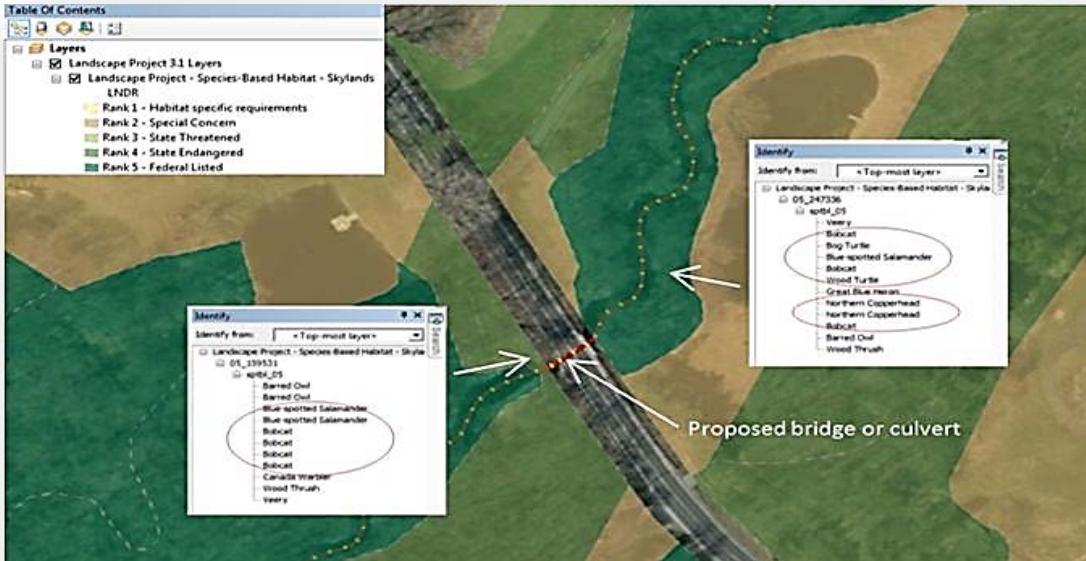 Table Of Contents
Layers
Landscape Project 3.1 Layers
Landscape Project - Species-Based Habitat - Skylands
LNDR
Rank 1 - Habitat specific requirements
Rank 2 - Special Concern
Rank 3 - State Threatened
Rank 4 - State Endangered
Rank 5 - Federal Listed
Identify
Identify from: <Top-most layer>
Landscape Project - Species-Based Habitat - Skyla
05_247336
sptbl_05
Veery
Bobcat
Bog Turtle
Blue-spotted Salamander
Bobcat
Wood Turtle
Great Blue Heron
Northern Copperhead
Northern Copperhead
Bobcat
Barred Owl
Wood Thrush
Search
Identify
Identify from: <Top-most layer>
Landscape Project - Species-Based Habitat - Skyla
05_159531
sptbl_05
Barred Owl
Barred Owl
Blue-spotted Salamander
Blue-spotted Salamander
Bobcat
Bobcat
Bobcat
Bobcat
Canada Warbler
Wood Thrush
Veery
Search
Proposed bridge or culvert